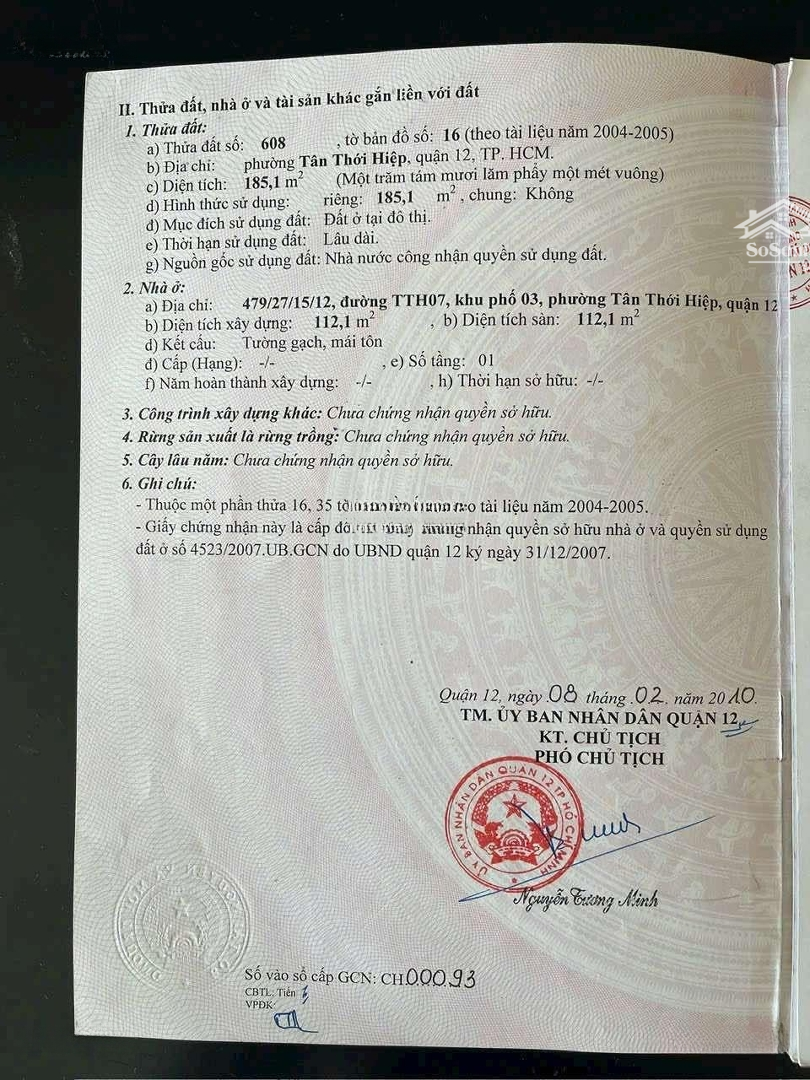 II. Thửa đất, nhà ở và tài sản khác gắn liền với đất
1. Thửa đất:
a) Thửa đất số: 608 , tờ bản đồ số: 16 (theo tài liệu năm 2004-2005)
b) Địa chỉ: phường Tân Thới Hiệp, quận 12, TP. HCM.
c) Diện tích: 185,1 m2 (Một trăm tám mươi lăm phẩy một mét vuông)
d) Hình thức sử dụng: riêng: 185,1 m2 , chung: Không
đ) Mục đích sử dụng đất: Đất ở tại đô thị.
e) Thời hạn sử dụng đất: Lâu dài.
g) Nguồn gốc sử dụng đất: Nhà nước công nhận quyền sử dụng đất.
2. Nhà ở:
a) Địa chỉ: 479/27/15/12, đường TTH07, khu phố 03, phường Tân Thới Hiệp, quận 12
b) Diện tích xây dựng: 112,1 m2 , b) Diện tích sàn: 112,1 m2
d) Kết cấu: Tường gạch, mái tôn
đ) Cấp (Hạng): -/- , e) Số tầng: 01
f) Năm hoàn thành xây dựng: -/- , h) Thời hạn sở hữu: -/-
3. Công trình xây dựng khác: Chưa chứng nhận quyền sở hữu.
4. Rừng sản xuất là rừng trồng: Chưa chứng nhận quyền sở hữu.
5. Cây lâu năm: Chưa chứng nhận quyền sở hữu.
6. Ghi chú:
- Thuộc một phần thửa 16, 35 tài liệu năm 2004-2005.
- Giấy chứng nhận này là cấp nhận quyền sở hữu nhà ở và quyền sử dụng
đất ở số 4523/2007.UB.GCN do UBND quận 12 ký ngày 31/12/2007.
Quận 12, ngày 08 tháng 02. năm 2010.
TM. ỦY BAN NHÂN DÂN QUẬN 12
KT. CHỦ TỊCH
PHÓ CHỦ TỊCH
ỦY BAN NHÂN DÂN QUẬN 12 TP HỒ CHÍ MINH
Nguyễn Tương Minh
Số vào sổ cấp GCN: CH00093
CBTL: Tiến
VPĐK: